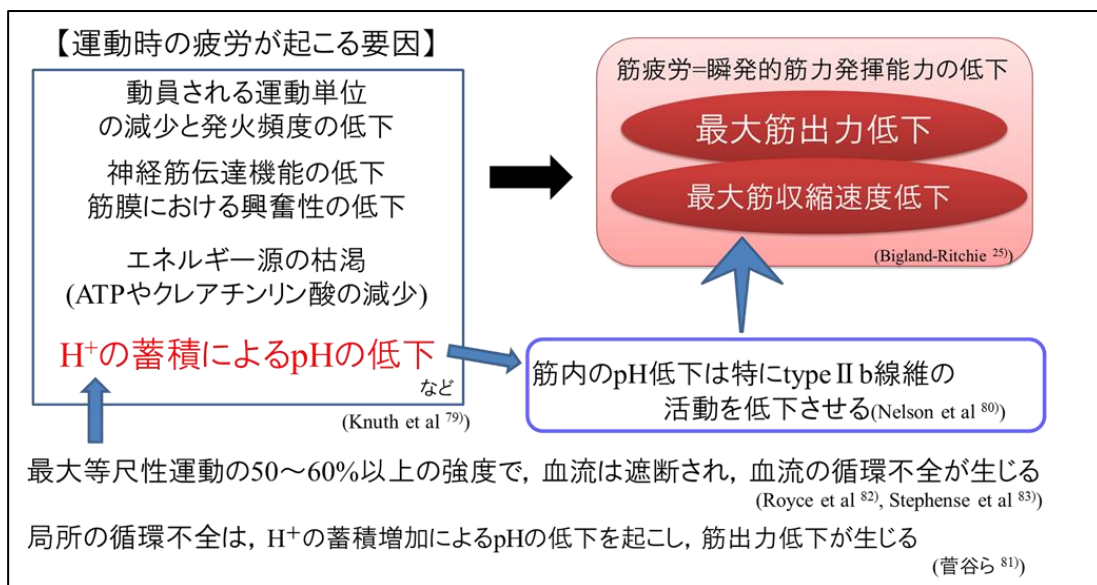 【運動時の疲労が起こる要因】
動員される運動単位
の減少と発火頻度の低下
神経筋伝達機能の低下
筋膜における興奮性の低下
エネルギー源の枯渇
(ATPやクレアチンリン酸の減少)
H⁺の蓄積によるpHの低下
など
(Knuth et al ⁷⁹⁾)
筋疲労=瞬発的筋力発揮能力の低下
最大筋出力低下
最大筋収縮速度低下
(Bigland-Ritchie ²⁵⁾)
筋内のpH低下は特にtypeⅡb線維の
活動を低下させる(Nelson et al ⁸⁰⁾)
最大等尺性運動の50～60%以上の強度で, 血流は遮断され, 血流の循環不全が生じる
(Royce et al ⁸²⁾, Stephense et al ⁸³⁾)
局所の循環不全は, H⁺の蓄積増加によるpHの低下を起こし, 筋出力低下が生じる
(菅谷ら ⁸¹⁾)